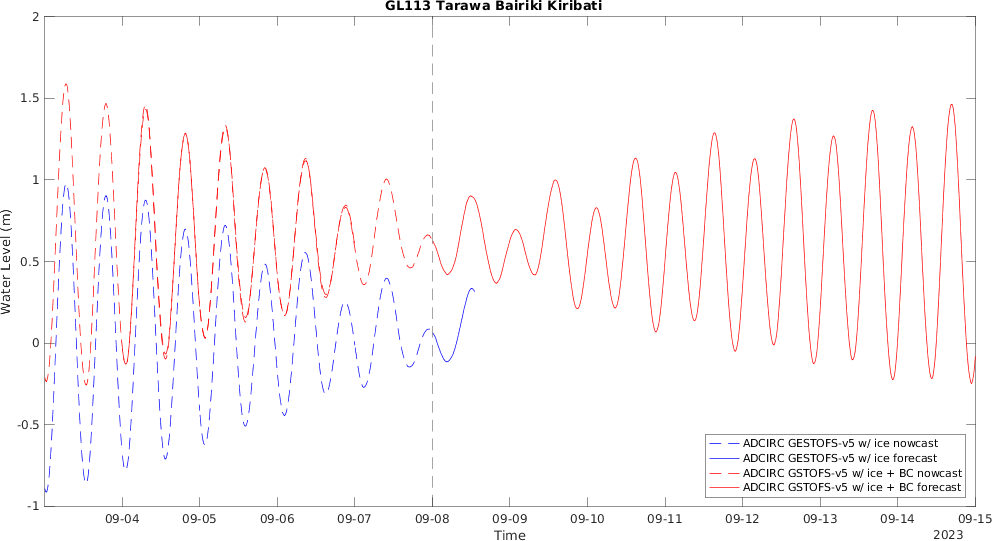 GL113 Tarawa Bairiki Kiribati
2
1.5
1
0.5
0
-0.5
-1
Water Level (m)
ADCIRC GESTOFS-v5 w/ ice nowcast
ADCIRC GESTOFS-v5 w/ ice forecast
ADCIRC GSTOFS-v5 w/ ice + BC nowcast
ADCIRC GSTOFS-v5 w/ ice + BC forecast
09-04 09-05 09-06 09-07 09-08 09-09 09-10 09-11 09-12 09-13 09-14 09-15
Time
2023